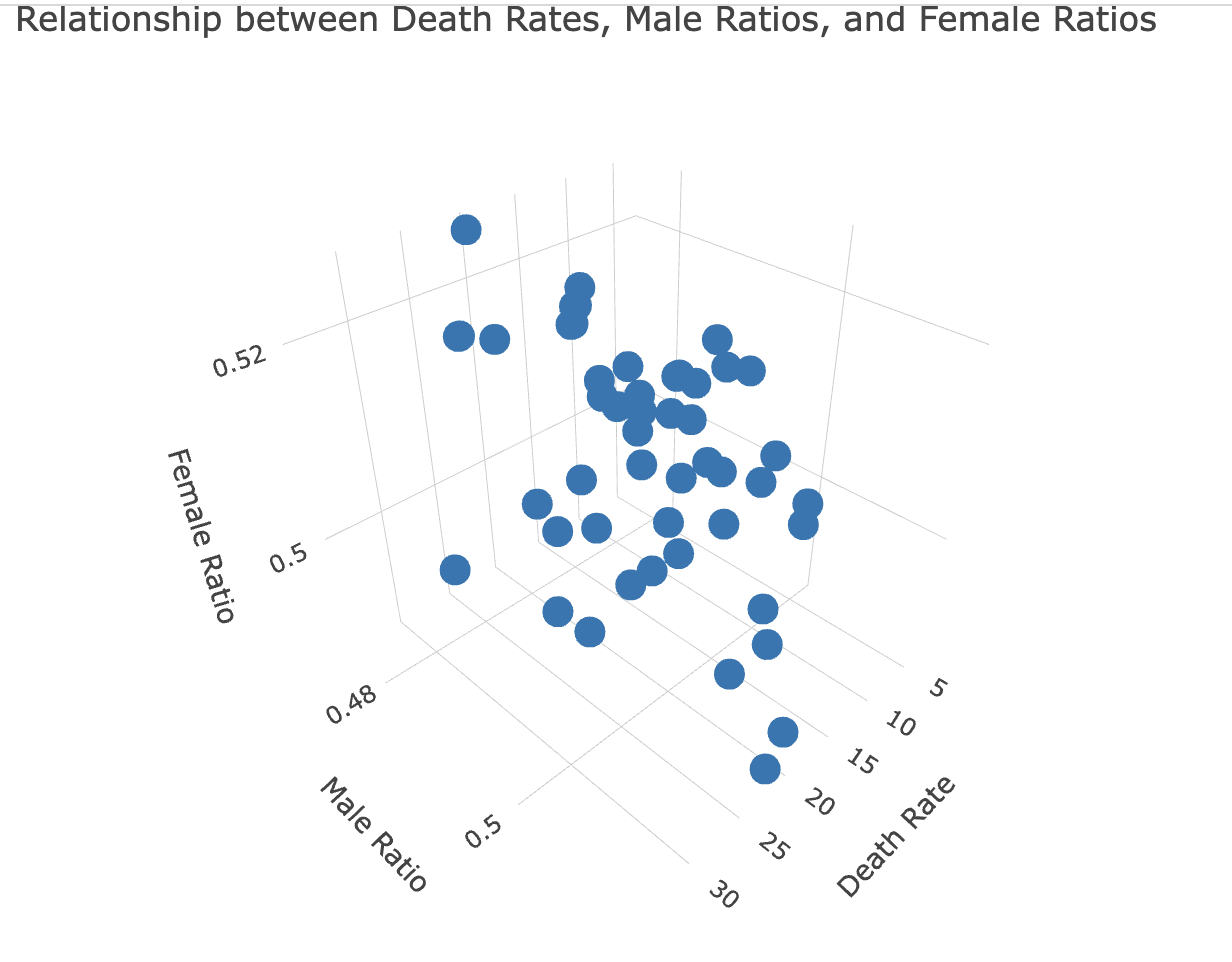 Relationship between Death Rates, Male Ratios, and Female Ratios
0.52
0.5
0.48
Female Ratio
Male Ratio
0.5
5
10
15
20
25
30
Death Rate